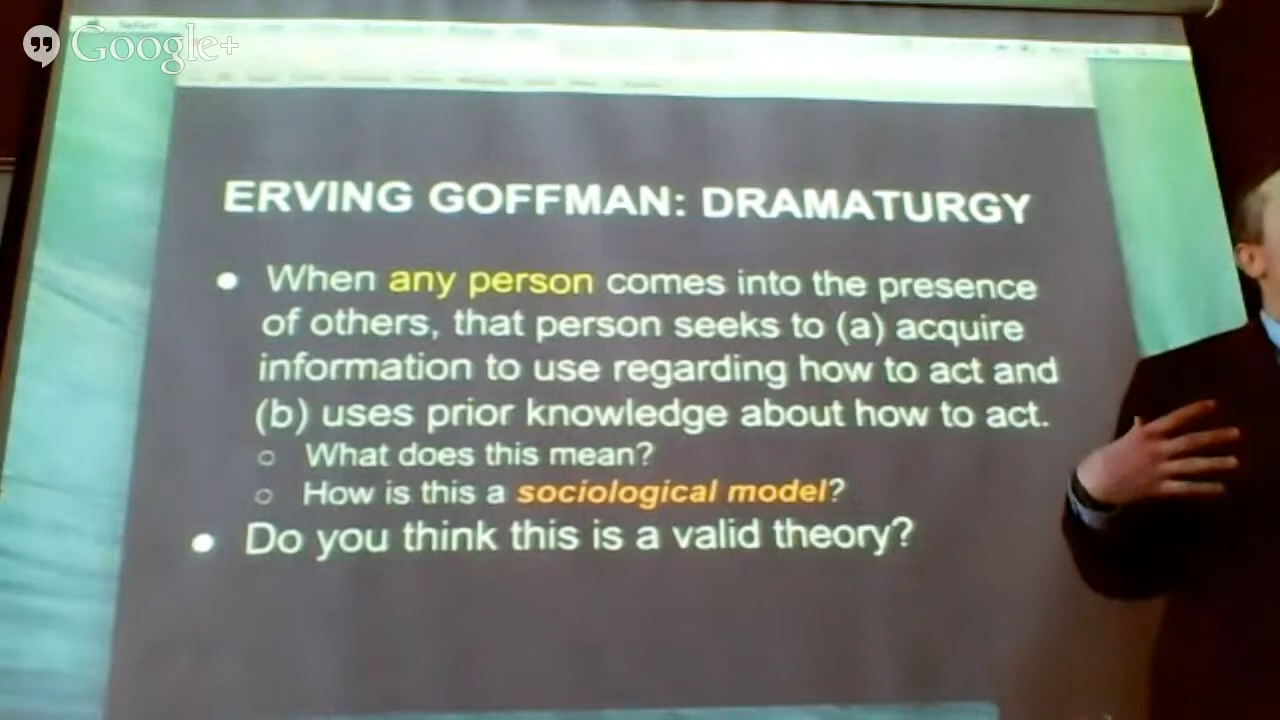 Google+
ERVING GOFFMAN: DRAMATURGY
● When any person comes into the presence
of others, that person seeks to (a) acquire
information to use regarding how to act and
(b) uses prior knowledge about how to act.
○ What does this mean?
○ How is this a sociological model?
● Do you think this is a valid theory?